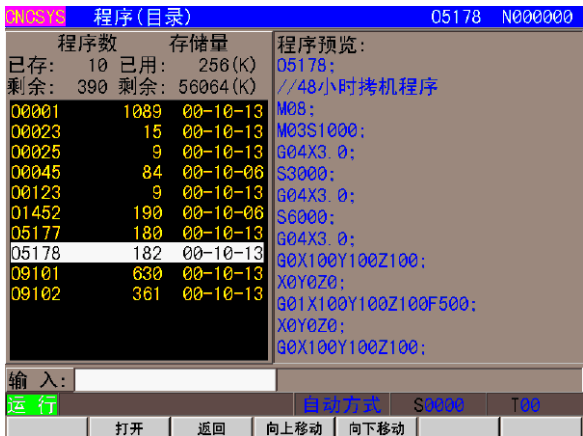 CNCSYS 程序(目录) O5178 N000000
程序数 存储量
已存: 10 已用: 256(K)
剩余: 390 剩余: 56064(K)
O0001 1089 00-10-13
O0023 15 00-10-13
O0025 9 00-10-13
O0045 84 00-10-06
O0123 9 00-10-13
O1452 190 00-10-06
O5177 180 00-10-13
O5178 182 00-10-13
O9101 630 00-10-13
O9102 361 00-10-13
程序预览:
O5178;
//48小时拷机程序
M08;
M03S1000;
G04X3.0;
S3000;
G04X3.0;
S6000;
G04X3.0;
G0X100Y100Z100;
X0Y0Z0;
G01X100Y100Z100F500;
X0Y0Z0;
G0X100Y100Z100;
输 入:
运 行 自动方式 S0000 T00
打开 返回 向上移动 向下移动